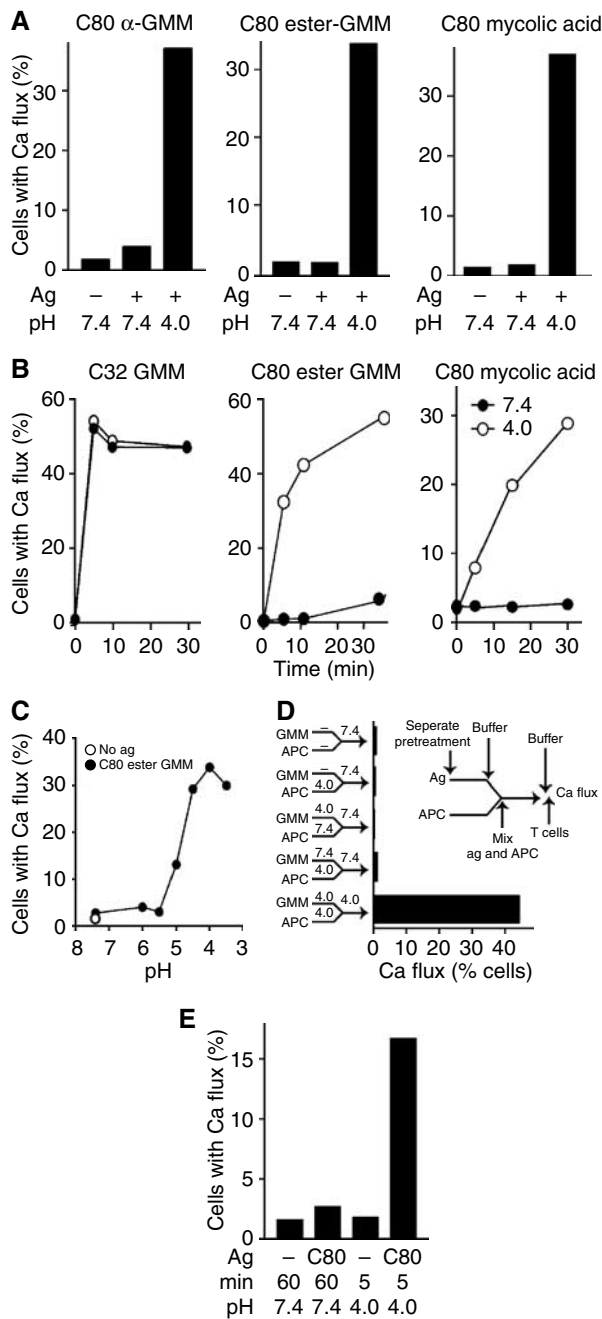 A
C80 α-GMM
C80 ester-GMM
C80 mycolic acid
Cells with Ca flux (%)
30
20
10
0
30
20
10
0
30
20
10
0
Ag – + + – + + – + +
pH 7.4 7.4 4.0 7.4 7.4 4.0 7.4 7.4 4.0
B
C32 GMM
C80 ester GMM
C80 mycolic acid
Cells with Ca flux (%)
60
40
20
0
60
40
20
0
30
20
10
0
7.4
4.0
0 10 20 30
0 10 20 30
0 10 20 30
Time (min)
C
No ag
C80 ester GMM
Cells with Ca flux (%)
40
30
20
10
0
8 7 6 5 4 3
pH
D
GMM – 7.4
APC –
GMM – 7.4
APC 4.0
GMM 4.0 7.4
APC 7.4
GMM 7.4 7.4
APC 4.0
GMM 4.0 4.0
APC 4.0
Seperate
pretreatment
Buffer
Buffer
Ag
APC
Ca flux
Mix
ag and APC
T cells
0 10 20 30 40
Ca flux (% cells)
E
Cells with Ca flux (%)
15
10
5
0
Ag – C80 – C80
min 60 60 5 5
pH 7.4 7.4 4.0 4.0